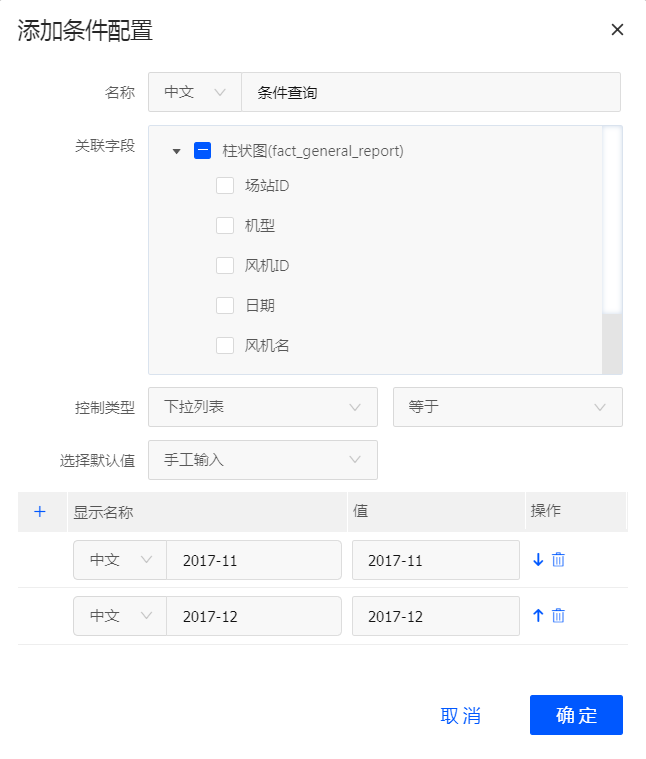 添加条件配置
名称 中文 条件查询
关联字段 柱状图(fact_general_report)
场站ID
机型
风机ID
日期
风机名
控制类型 下拉列表 等于
选择默认值 手工输入
+ 显示名称 值 操作
中文 2017-11 2017-11
中文 2017-12 2017-12
取消 确定